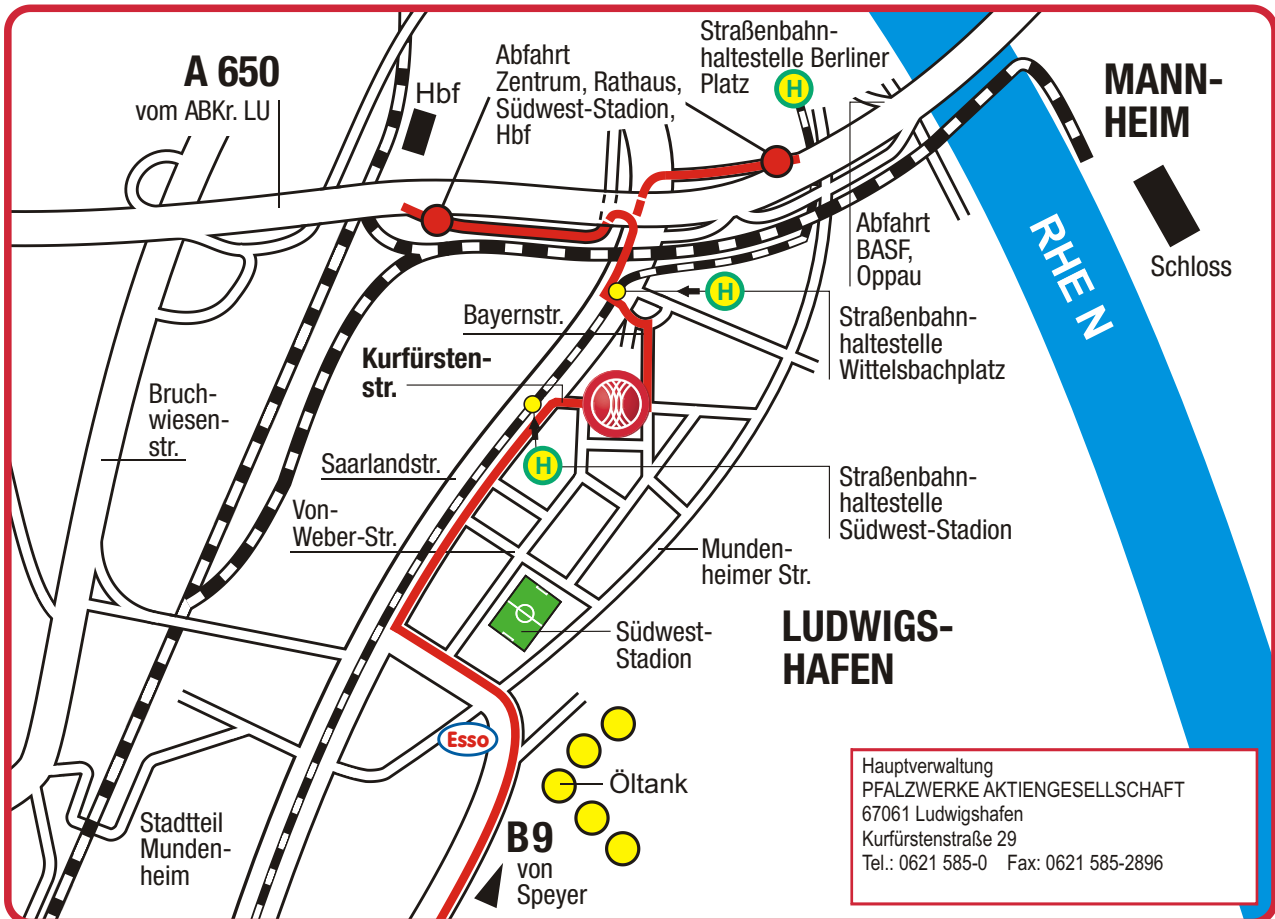 A 650
vom ABKr. LU
Hbf
Abfahrt
Zentrum, Rathaus,
Südwest-Stadion,
Hbf
Straßenbahn-
haltestelle Berliner
Platz
H
MANN-
HEIM
Schloss
RHE N
Abfahrt
BASF,
Oppau
H
Straßenbahn-
haltestelle
Wittelsbachplatz
Bayernstr.
Kurfürsten-
str.
Bruch-
wiesen-
str.
Saarlandstr.
H
Straßenbahn-
haltestelle
Südwest-Stadion
Von-
Weber-Str.
Munden-
heimer Str.
Südwest-
Stadion
LUDWIGS-
HAFEN
Esso
Öltank
Stadtteil
Munden-
heim
B9
von
Speyer
Hauptverwaltung
PFALZWERKE AKTIENGESELLSCHAFT
67061 Ludwigshafen
Kurfürstenstraße 29
Tel.: 0621 585-0 Fax: 0621 585-2896